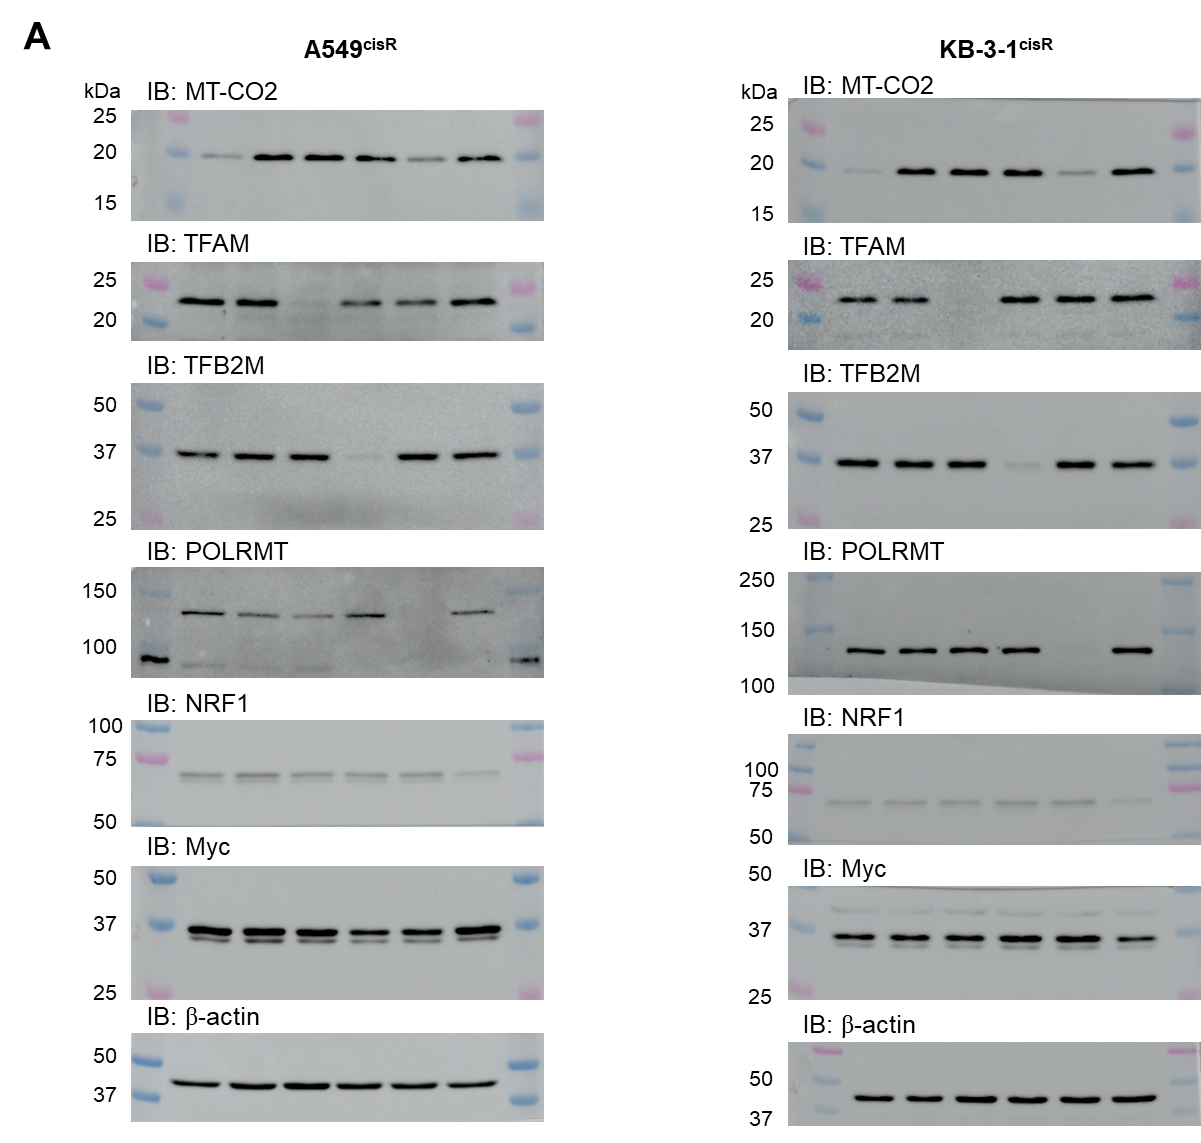 A
A549cisR
kDa
IB: MT-CO2
25
20
15
IB: TFAM
25
20
IB: TFB2M
50
37
25
IB: POLRMT
150
100
IB: NRF1
100
75
50
IB: Myc
50
37
25
IB: β-actin
50
37
KB-3-1cisR
kDa
IB: MT-CO2
25
20
15
IB: TFAM
25
20
IB: TFB2M
50
37
25
IB: POLRMT
250
150
100
IB: NRF1
100
75
50
IB: Myc
50
37
25
IB: β-actin
50
37